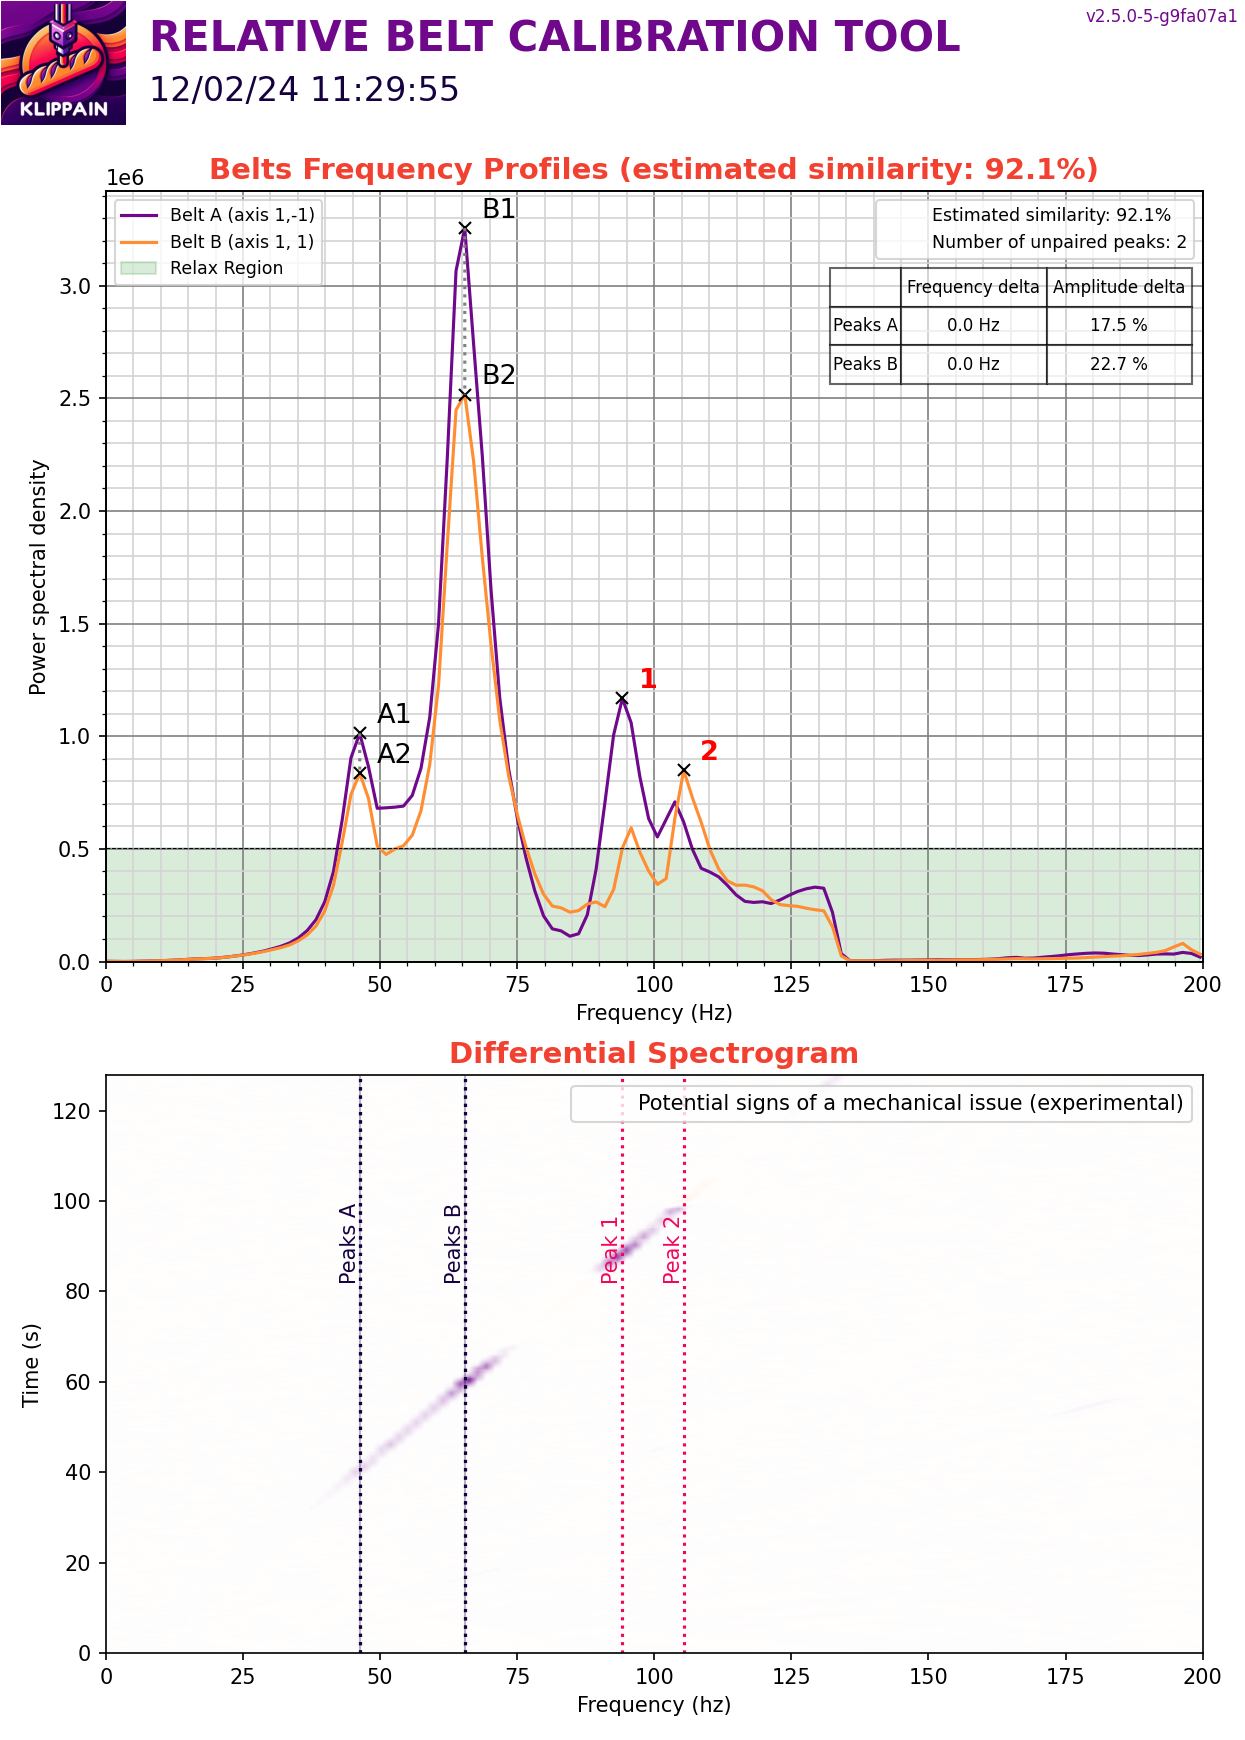 v2.5.0-5-g9fa07a1
RELATIVE BELT CALIBRATION TOOL
12/02/24 11:29:55
KLIPPAIN
Belts Frequency Profiles (estimated similarity: 92.1%)
1e6
Belt A (axis 1,-1)
Belt B (axis 1, 1)
Relax Region
Estimated similarity: 92.1%
Number of unpaired peaks: 2
Frequency delta Amplitude delta
Peaks A 0.0 Hz 17.5 %
Peaks B 0.0 Hz 22.7 %
B1
B2
A1
A2
1
2
Power spectral density
3.0
2.5
2.0
1.5
1.0
0.5
0.0
0 25 50 75 100 125 150 175 200
Frequency (Hz)
Differential Spectrogram
Potential signs of a mechanical issue (experimental)
Peaks A
Peaks B
Peak 1
Peak 2
Time (s)
120
100
80
60
40
20
0
0 25 50 75 100 125 150 175 200
Frequency (hz)